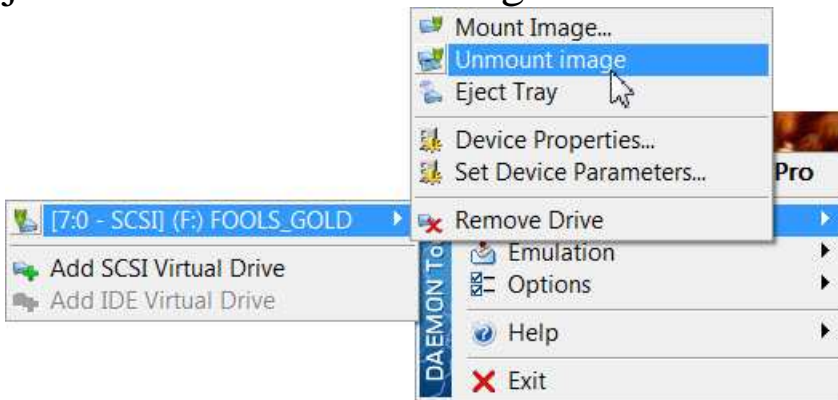 Mount Image...
Unmount image
Eject Tray
Device Properties...
Set Device Parameters...
Remove Drive
Pro
[7:0 - SCSI] (F:) FOOLS_GOLD
Add SCSI Virtual Drive
Add IDE Virtual Drive
DAEMON Too
Emulation
Options
Help
Exit